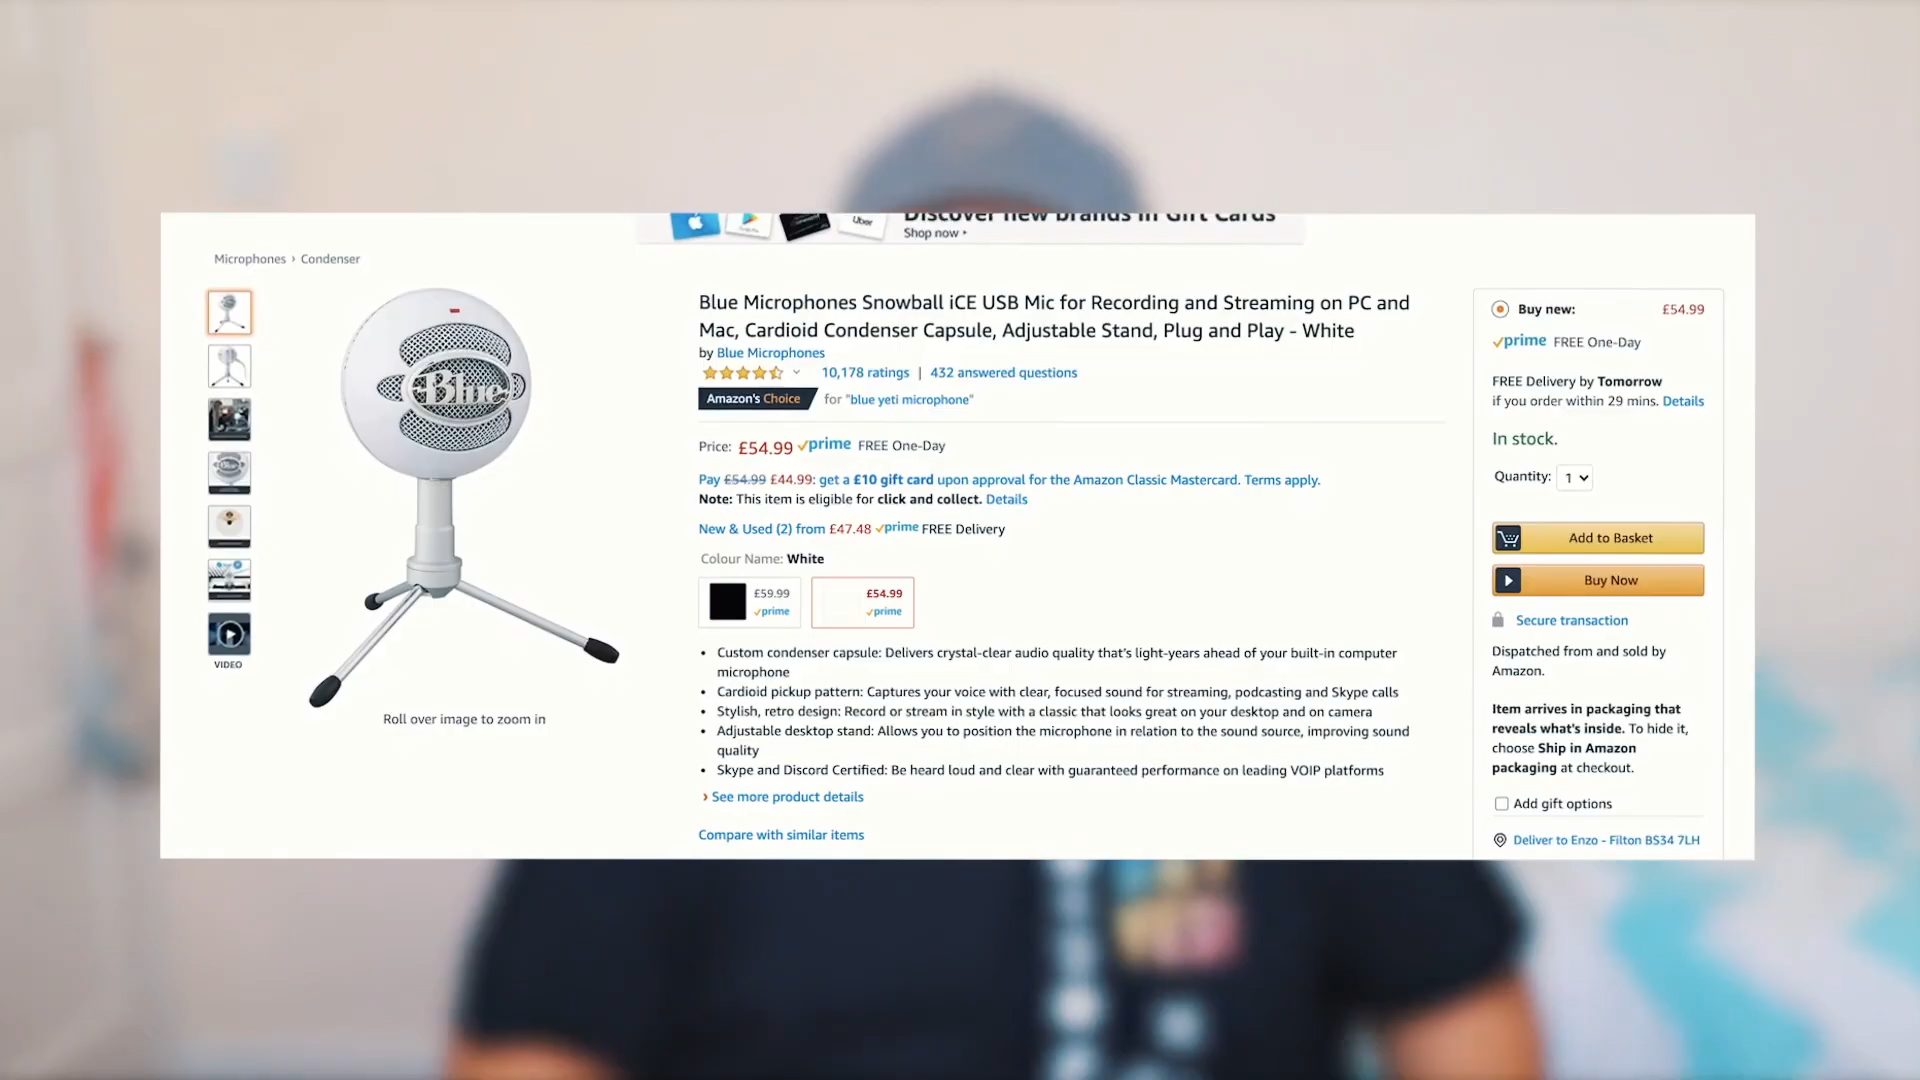 Discover new brands in Gift Cards
Uber
Shop now
Microphones › Condenser
Blue Microphones Snowball iCE USB Mic for Recording and Streaming on PC and
Mac, Cardioid Condenser Capsule, Adjustable Stand, Plug and Play - White
by Blue Microphones
10,178 ratings | 432 answered questions
Amazon's Choice for "blue yeti microphone"
Price: £54.99 prime FREE One-Day
Pay £54.99 £44.99: get a £10 gift card upon approval for the Amazon Classic Mastercard. Terms apply.
Note: This item is eligible for click and collect. Details
New & Used (2) from £47.48 prime FREE Delivery
Colour Name: White
£59.99
prime
£54.99
prime
• Custom condenser capsule: Delivers crystal-clear audio quality that's light-years ahead of your built-in computer
microphone
• Cardioid pickup pattern: Captures your voice with clear, focused sound for streaming, podcasting and Skype calls
• Stylish, retro design: Record or stream in style with a classic that looks great on your desktop and on camera
• Adjustable desktop stand: Allows you to position the microphone in relation to the sound source, improving sound
quality
• Skype and Discord Certified: Be heard loud and clear with guaranteed performance on leading VOIP platforms
› See more product details
Compare with similar items
Blue
VIDEO
Roll over image to zoom in
Buy new: £54.99
prime FREE One-Day
FREE Delivery by Tomorrow
if you order within 29 mins. Details
In stock.
Quantity: 1
Add to Basket
Buy Now
Secure transaction
Dispatched from and sold by
Amazon.
Item arrives in packaging that
reveals what's inside. To hide it,
choose Ship in Amazon
packaging at checkout.
Add gift options
Deliver to Enzo - Filton BS34 7LH